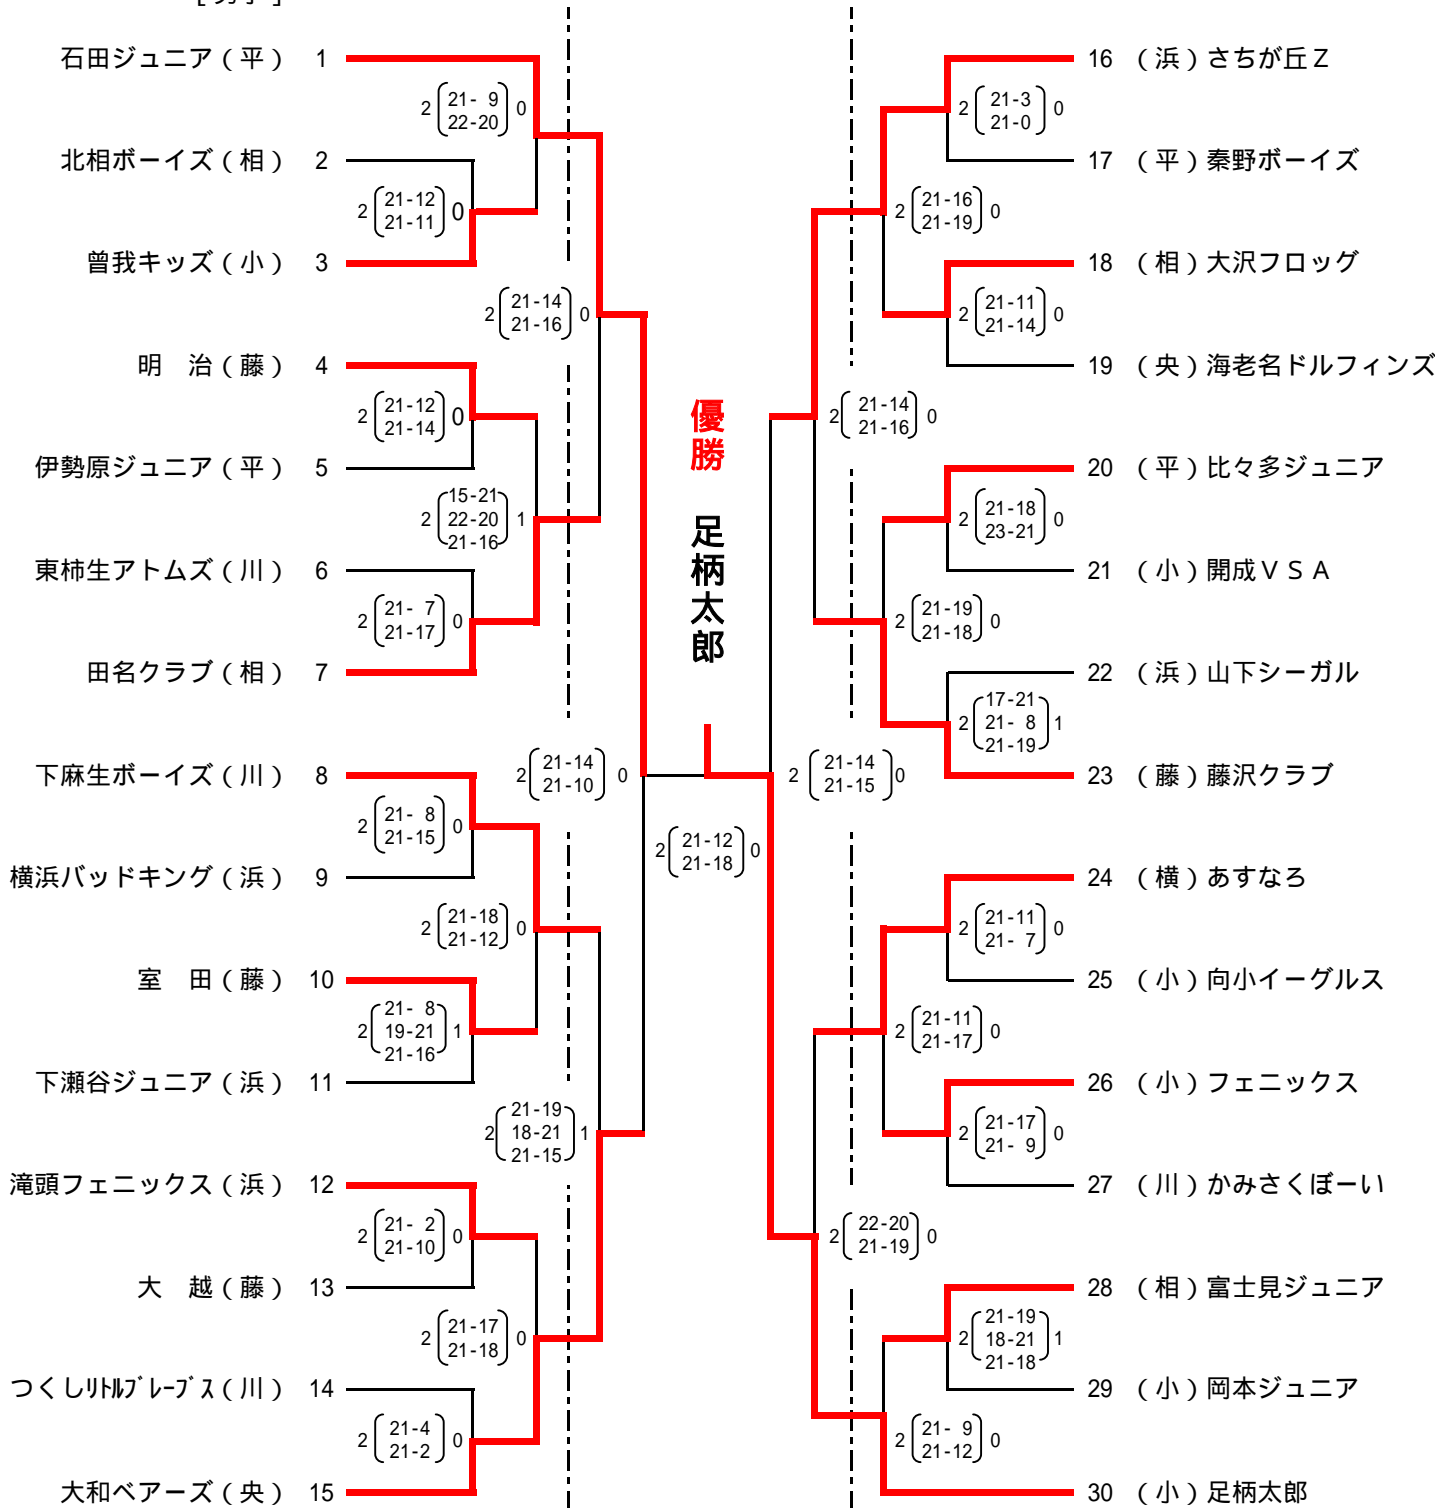 石田ジュニア（平） 1
2 21- 9 0
22-20
北相ボーイズ（相） 2
2 21-12 0
21-11
曽我キッズ（小） 3
2 21-14 0
21-16
明　治（藤） 4
2 21-12 0
21-14
伊勢原ジュニア（平） 5
15-21
2 22-20 1
21-16
東柿生アトムズ（川） 6
2 21- 7 0
21-17
田名クラブ（相） 7
2 21-14 0
21-10
下麻生ボーイズ（川） 8
2 21- 8 0
21-15
横浜バッドキング（浜） 9
2 21-18 0
21-12
室　田（藤） 10
21- 8
2 19-21 1
21-16
下瀬谷ジュニア（浜） 11
21-19
2 18-21 1
21-15
滝頭フェニックス（浜） 12
2 21- 2 0
21-10
大　越（藤） 13
2 21-17 0
21-18
つくしﾘﾄﾙﾌﾞﾚｰﾌﾞｽ（川） 14
2 21-4 0
21-2
大和ベアーズ（央） 15
優勝　足柄太郎
2 21-12 0
21-18
16 （浜）さちが丘Ｚ
2 21-3 0
21-0
17 （平）秦野ボーイズ
2 21-16 0
21-19
18 （相）大沢フロッグ
2 21-11 0
21-14
19 （央）海老名ドルフィンズ
2 21-14 0
21-16
20 （平）比々多ジュニア
2 21-18 0
23-21
21 （小）開成ＶＳＡ
2 21-19 0
21-18
22 （浜）山下シーガル
17-21
2 21- 8 1
21-19
23 （藤）藤沢クラブ
2 21-14 0
21-15
24 （横）あすなろ
2 21-11 0
21- 7
25 （小）向小イーグルス
2 21-11 0
21-17
26 （小）フェニックス
2 21-17 0
21- 9
27 （川）かみさくぼーい
2 22-20 0
21-19
28 （相）富士見ジュニア
21-19
2 18-21 1
21-18
29 （小）岡本ジュニア
2 21- 9 0
21-12
30 （小）足柄太郎